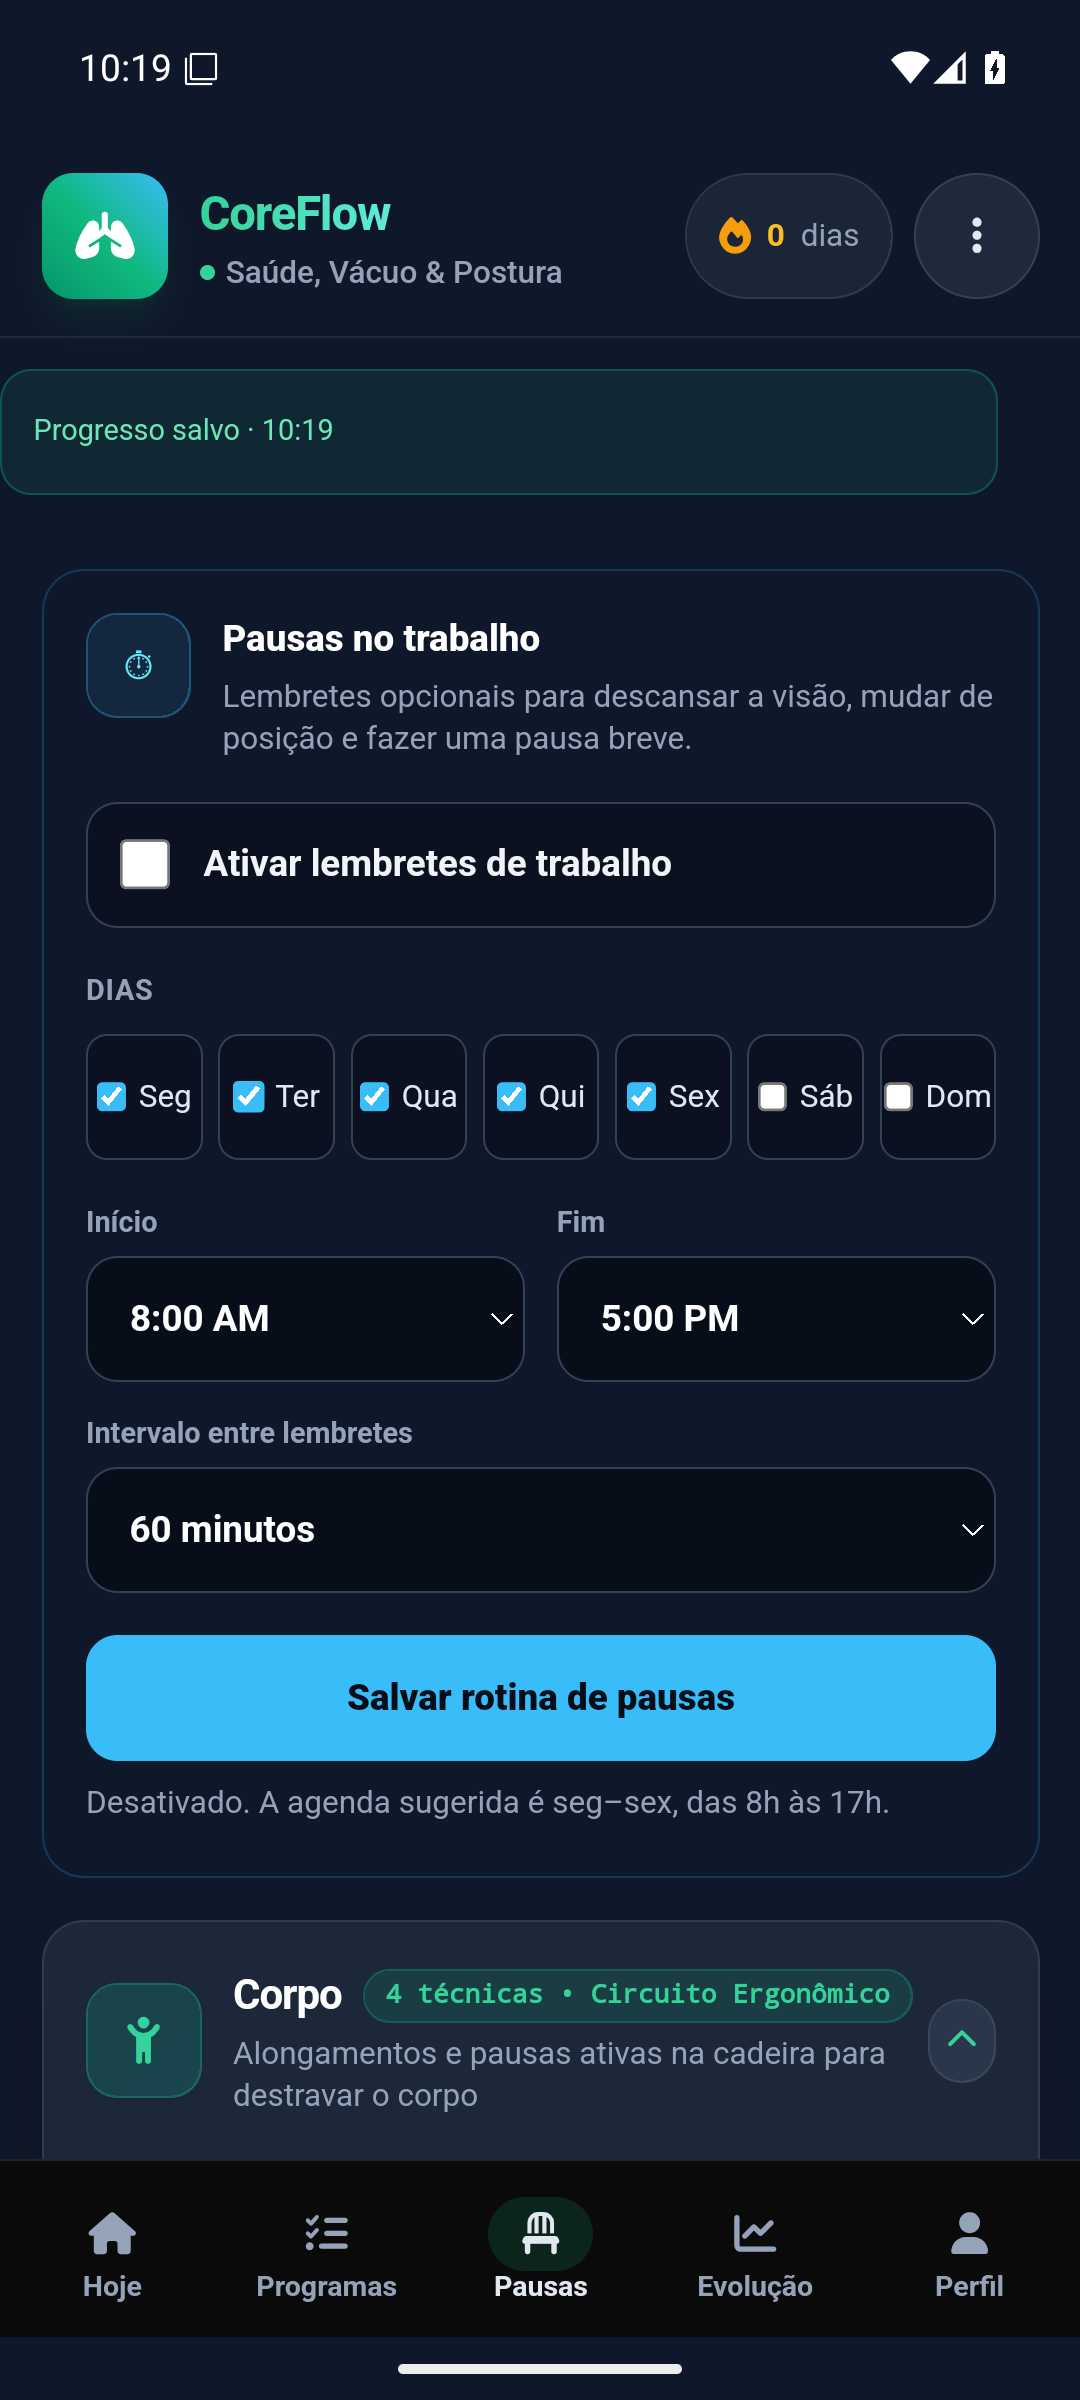 10:19
CoreFlow
Saúde, Vácuo & Postura
0 dias
Progresso salvo · 10:19
Pausas no trabalho
Lembretes opcionais para descansar a visão, mudar de
posição e fazer uma pausa breve.
Ativar lembretes de trabalho
DIAS
Seg Ter Qua Qui Sex Sáb Dom
Início Fim
8:00 AM 5:00 PM
Intervalo entre lembretes
60 minutos
Salvar rotina de pausas
Desativado. A agenda sugerida é seg–sex, das 8h às 17h.
Corpo 4 técnicas • Circuito Ergonômico
Alongamentos e pausas ativas na cadeira para
destravar o corpo
Hoje Programas Pausas Evolução Perfil